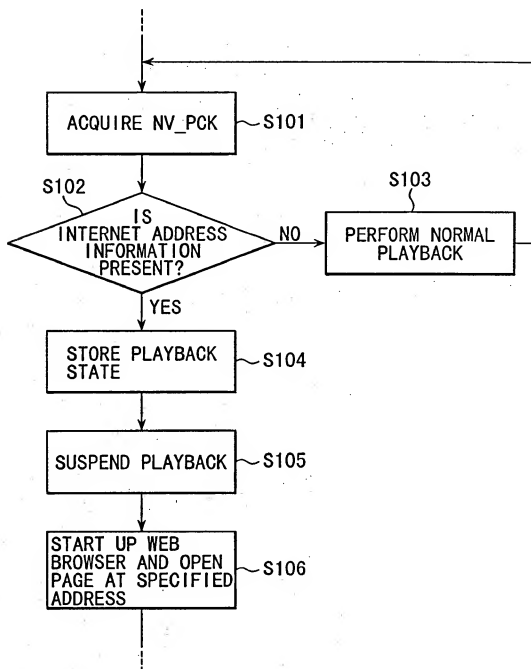 ACQUIRE NV_PCK
S101
S102
IS
INTERNET ADDRESS
INFORMATION
PRESENT?
NO
S103
PERFORM NORMAL
PLAYBACK
YES
STORE PLAYBACK
STATE
S104
SUSPEND PLAYBACK
S105
START UP WEB
BROWSER AND OPEN
PAGE AT SPECIFIED
ADDRESS
S106